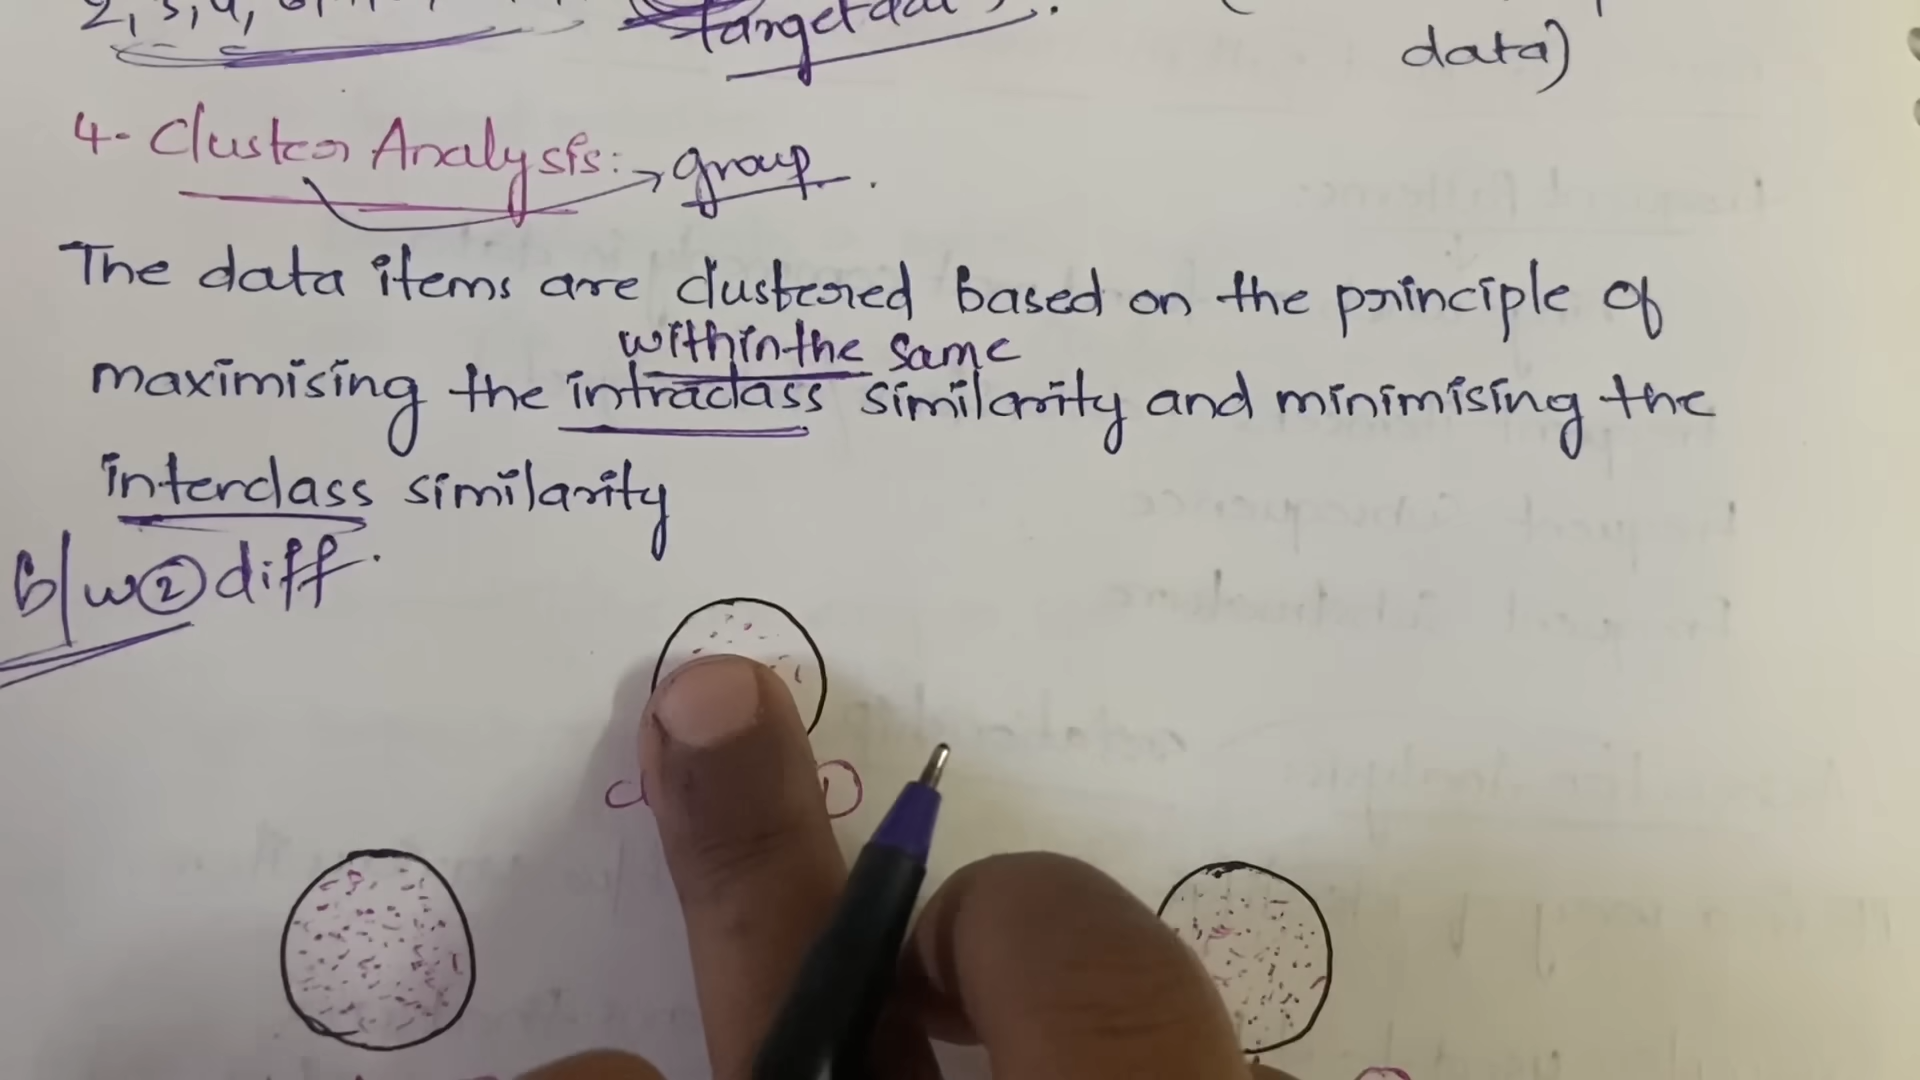 target
data)
4. Cluster Analysis: → group.
The data items are clustered based on the principle of
within the same
maximising the intraclass similarity and minimising the
interclass similarity
b/w ② diff.